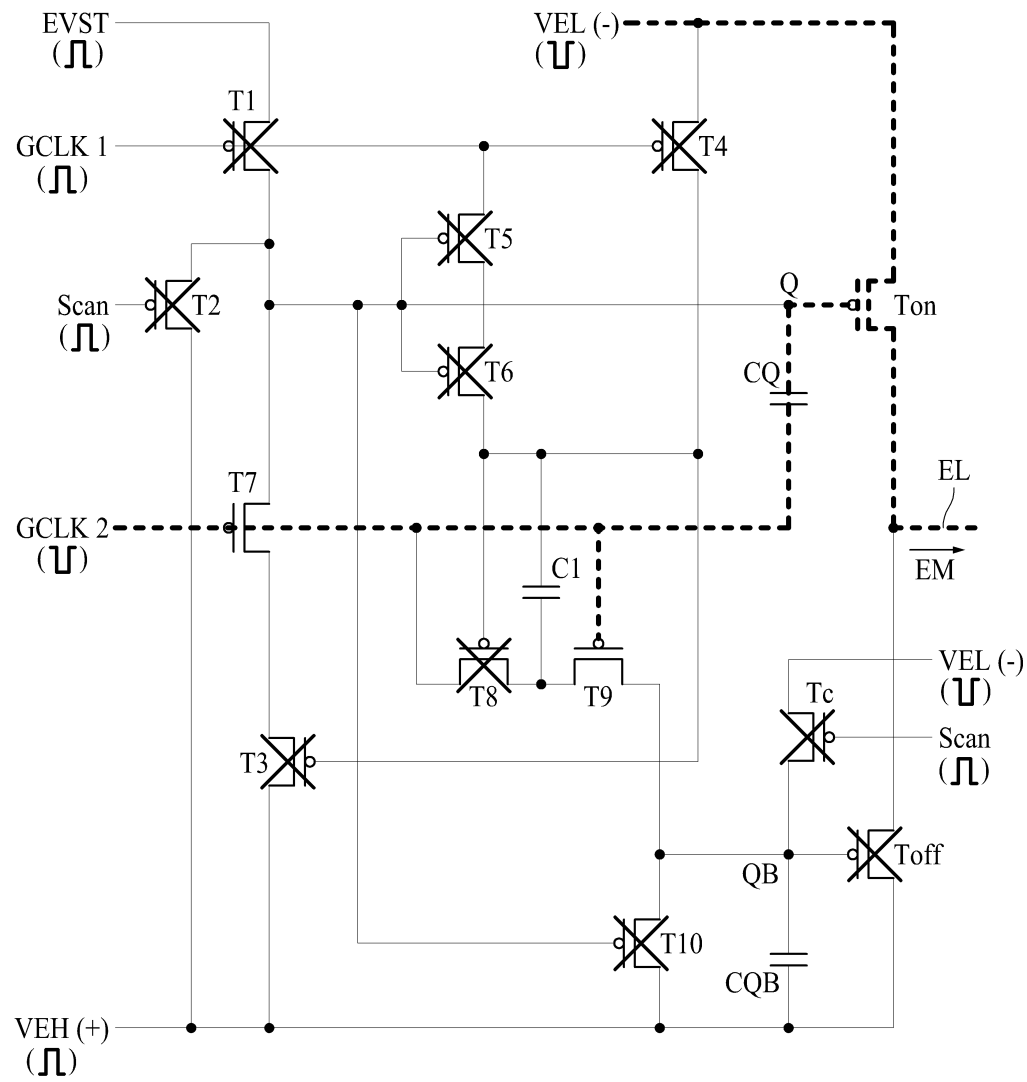 EVST
VEL (-)
T1
GCLK 1
T4
T5
Scan
T2
Q
Ton
T6
CQ
T7
GCLK 2
EL
EM
C1
T8
T9
VEL (-)
Tc
Scan
T3
Toff
QB
T10
CQB
VEH (+)